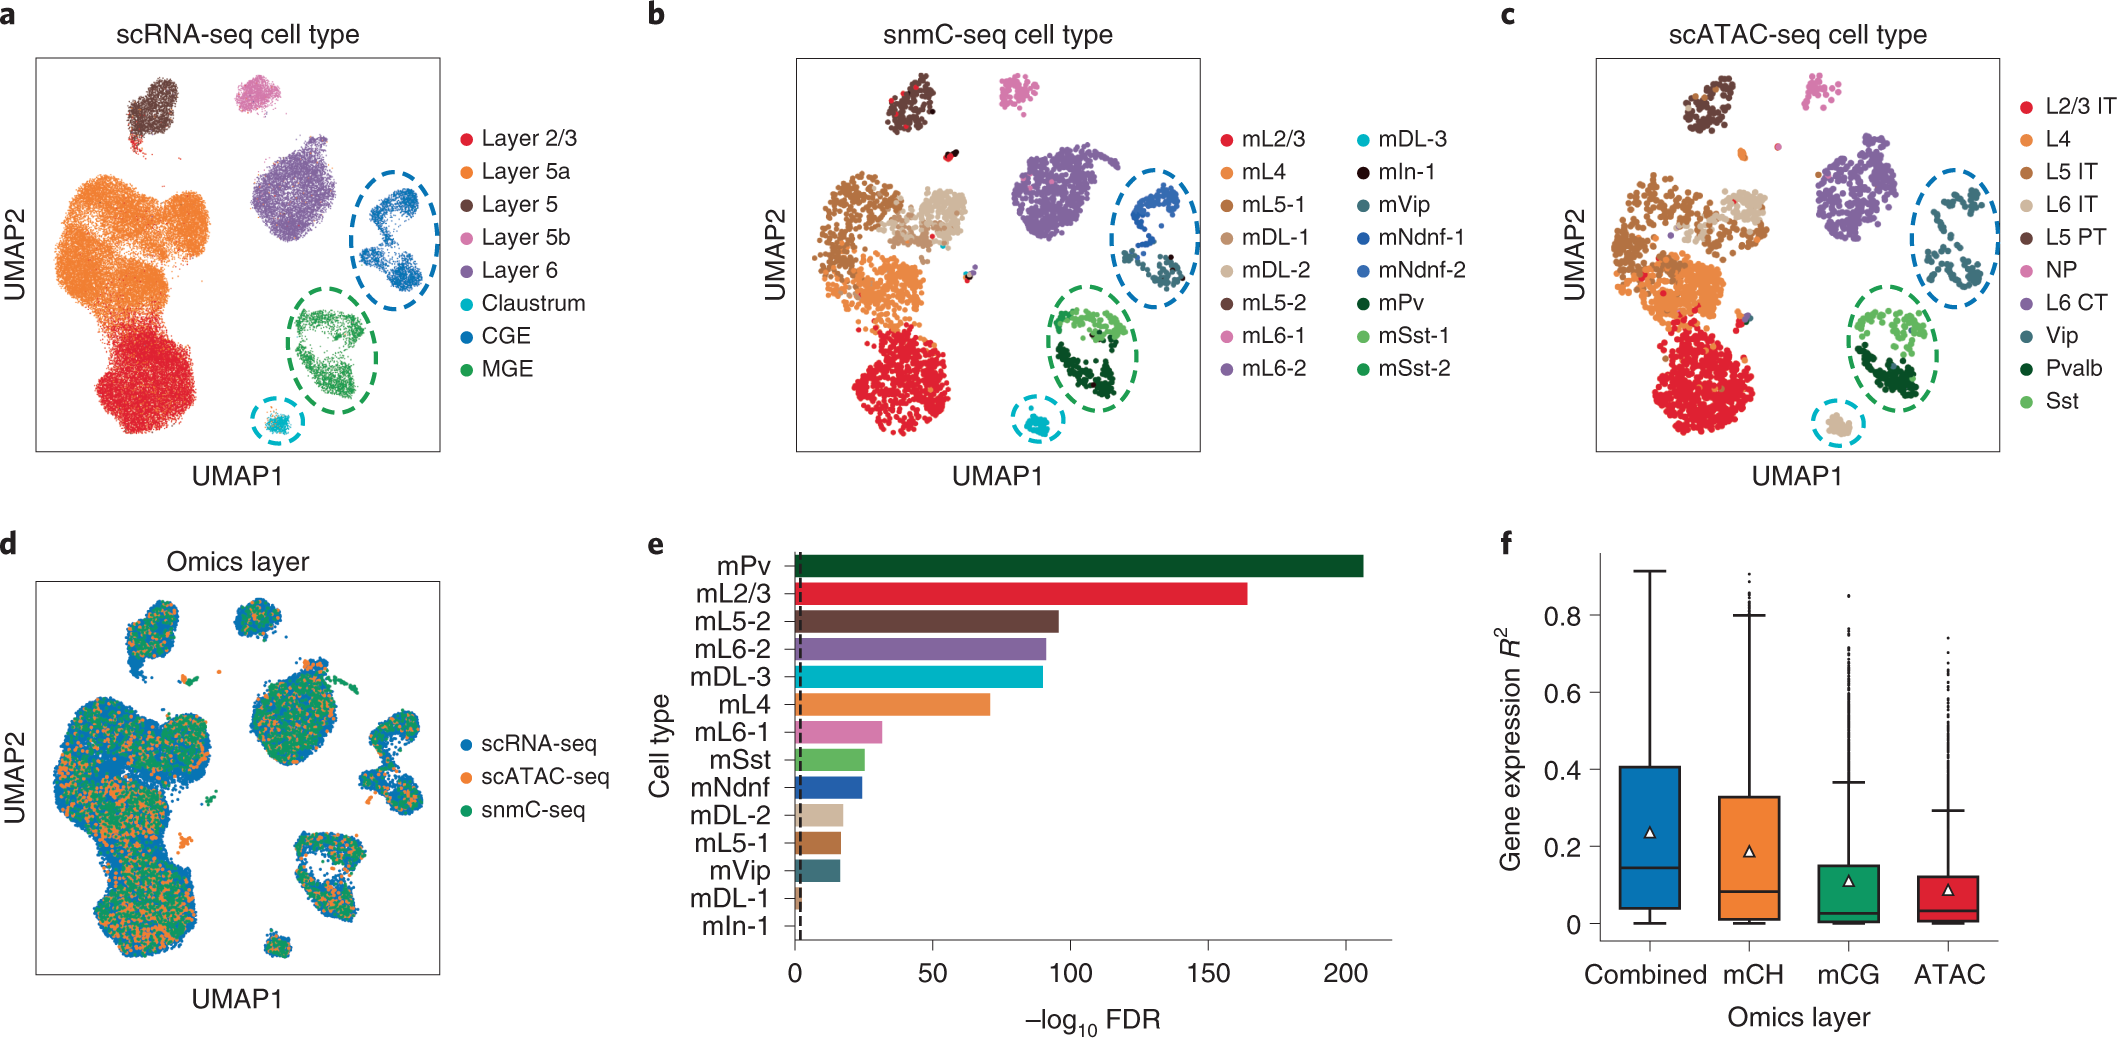 a
scRNA-seq cell type
UMAP2
UMAP1
Layer 2/3
Layer 5a
Layer 5
Layer 5b
Layer 6
Claustrum
CGE
MGE
b
snmC-seq cell type
UMAP2
UMAP1
mL2/3
mL4
mL5-1
mDL-1
mDL-2
mL5-2
mL6-1
mL6-2
mDL-3
mIn-1
mVip
mNdnf-1
mNdnf-2
mPv
mSst-1
mSst-2
c
scATAC-seq cell type
UMAP2
UMAP1
L2/3 IT
L4
L5 IT
L6 IT
L5 PT
NP
L6 CT
Vip
Pvalb
Sst
d
Omics layer
UMAP2
UMAP1
scRNA-seq
scATAC-seq
snmC-seq
e
Cell type
mPv
mL2/3
mL5-2
mL6-2
mDL-3
mL4
mL6-1
mSst
mNdnf
mDL-2
mL5-1
mVip
mDL-1
mIn-1
0 50 100 150 200
–log10 FDR
f
Gene expression R2
0.8
0.6
0.4
0.2
0
Combined mCH mCG ATAC
Omics layer